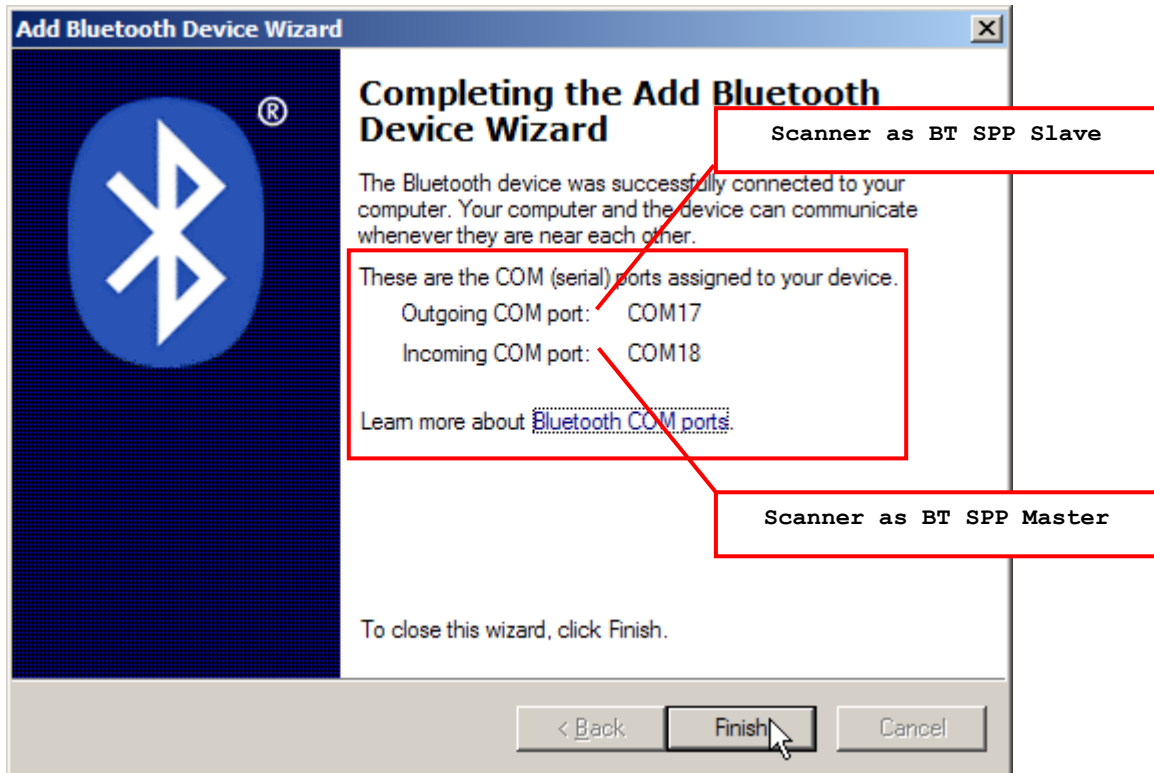 Add Bluetooth Device Wizard
®
Completing the Add Bluetooth
Device Wizard
Scanner as BT SPP Slave
The Bluetooth device was successfully connected to your
computer. Your computer and the device can communicate
whenever they are near each other.
These are the COM (serial) ports assigned to your device.
Outgoing COM port: COM17
Incoming COM port: COM18
Learn more about Bluetooth COM ports.
Scanner as BT SPP Master
To close this wizard, click Finish.
< Back Finish Cancel